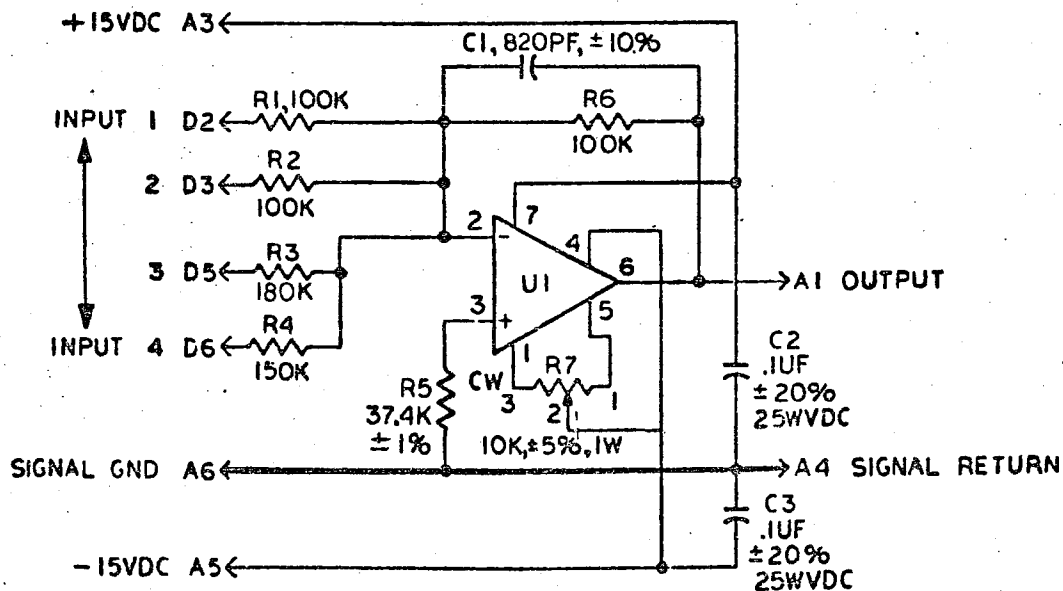 +15VDC A3
C1, 820PF, ±10%
R1, 100K
R6
INPUT 1 D2
100K
R2
2 D3
100K
7
2
-
4
R3
U1
6
3 D5
A1 OUTPUT
180K
3
+
5
R4
INPUT 4 D6
1
R7
C2
150K
.1UF
R5
CW
3
2
1
±20%
37.4K
25WVDC
±1%
10K, ±5%, 1W
SIGNAL GND A6
A4 SIGNAL RETURN
C3
.1UF
±20%
-15VDC A5
25WVDC